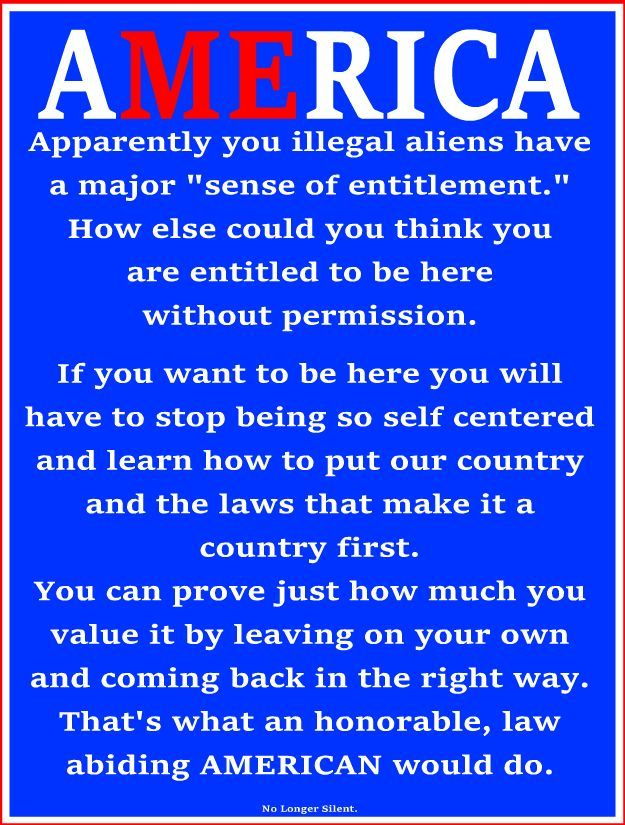 AMERICA
Apparently you illegal aliens have
a major "sense of entitlement."
How else could you think you
are entitled to be here
without permission.
If you want to be here you will
have to stop being so self centered
and learn how to put our country
and the laws that make it a
country first.
You can prove just how much you
value it by leaving on your own
and coming back in the right way.
That's what an honorable, law
abiding AMERICAN would do.
No Longer Silent.